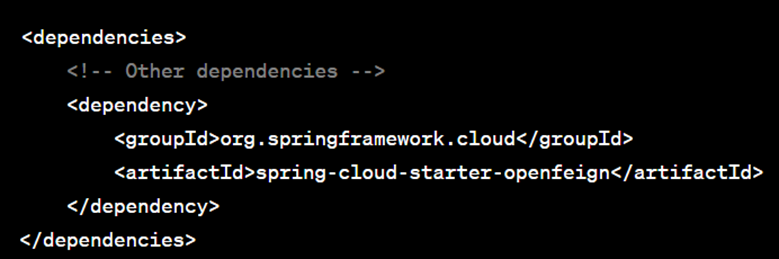 <dependencies>
    <!-- Other dependencies -->
    <dependency>
        <groupId>org.springframework.cloud</groupId>
        <artifactId>spring-cloud-starter-openfeign</artifactId>
    </dependency>
</dependencies>